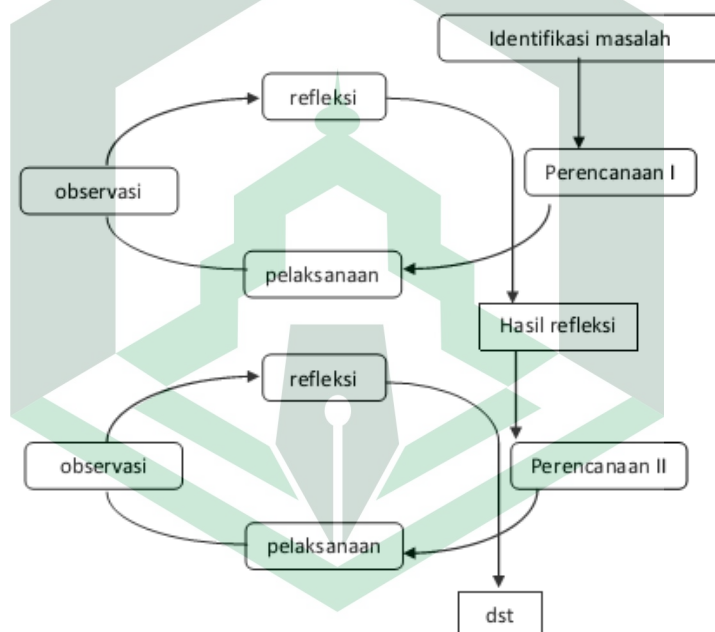 Identifikasi masalah
refleksi
Perencanaan I
observasi
pelaksanaan
Hasil refleksi
refleksi
observasi
Perencanaan II
pelaksanaan
dst